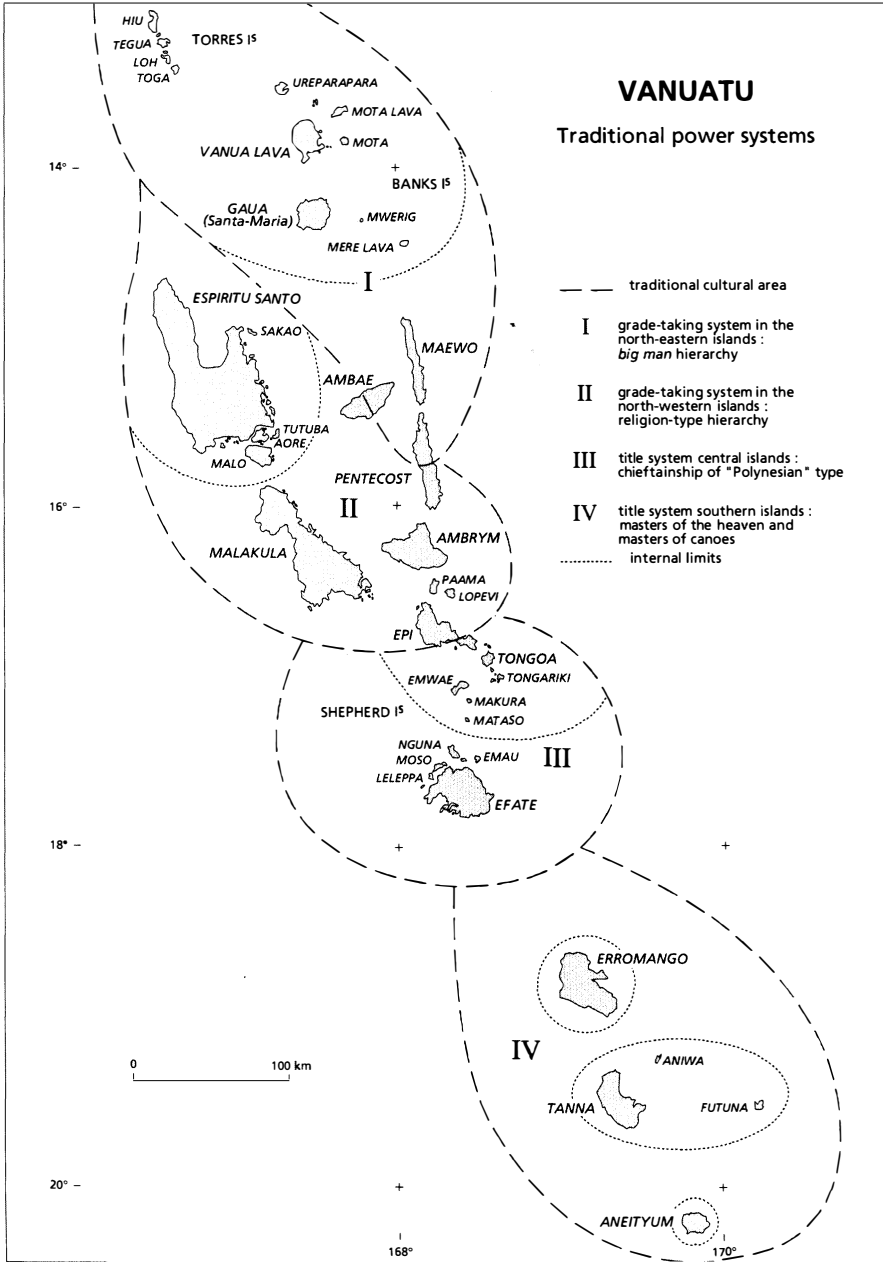 VANUATU
Traditional power systems
HIU
TEGUA
TORRES Iˢ
LOH
TOGA
UREPARAPARA
MOTA LAVA
VANUA LAVA
MOTA
14°
BANKS Iˢ
GAUA
(Santa-Maria)
MWERIG
MERE LAVA
I
ESPIRITU SANTO
SAKAO
MAEWO
AMBAE
TUTUBA
AORE
MALO
PENTECOST
16°
II
AMBRYM
MALAKULA
PAAMA
LOPEVI
EPI
TONGOA
TONGARIKI
EMWAE
MAKURA
SHEPHERD Iˢ
MATASO
NGUNA
MOSO
EMAU
III
LELEPPA
EFATE
18°
ERROMANGO
IV
ANIWA
TANNA
FUTUNA
20°
ANEITYUM
168°
170°
0
100 km
traditional cultural area
I
grade-taking system in the
north-eastern islands :
big man hierarchy
II
grade-taking system in the
north-western islands :
religion-type hierarchy
III
title system central islands :
chieftainship of "Polynesian" type
IV
title system southern islands :
masters of the heaven and
masters of canoes
internal limits